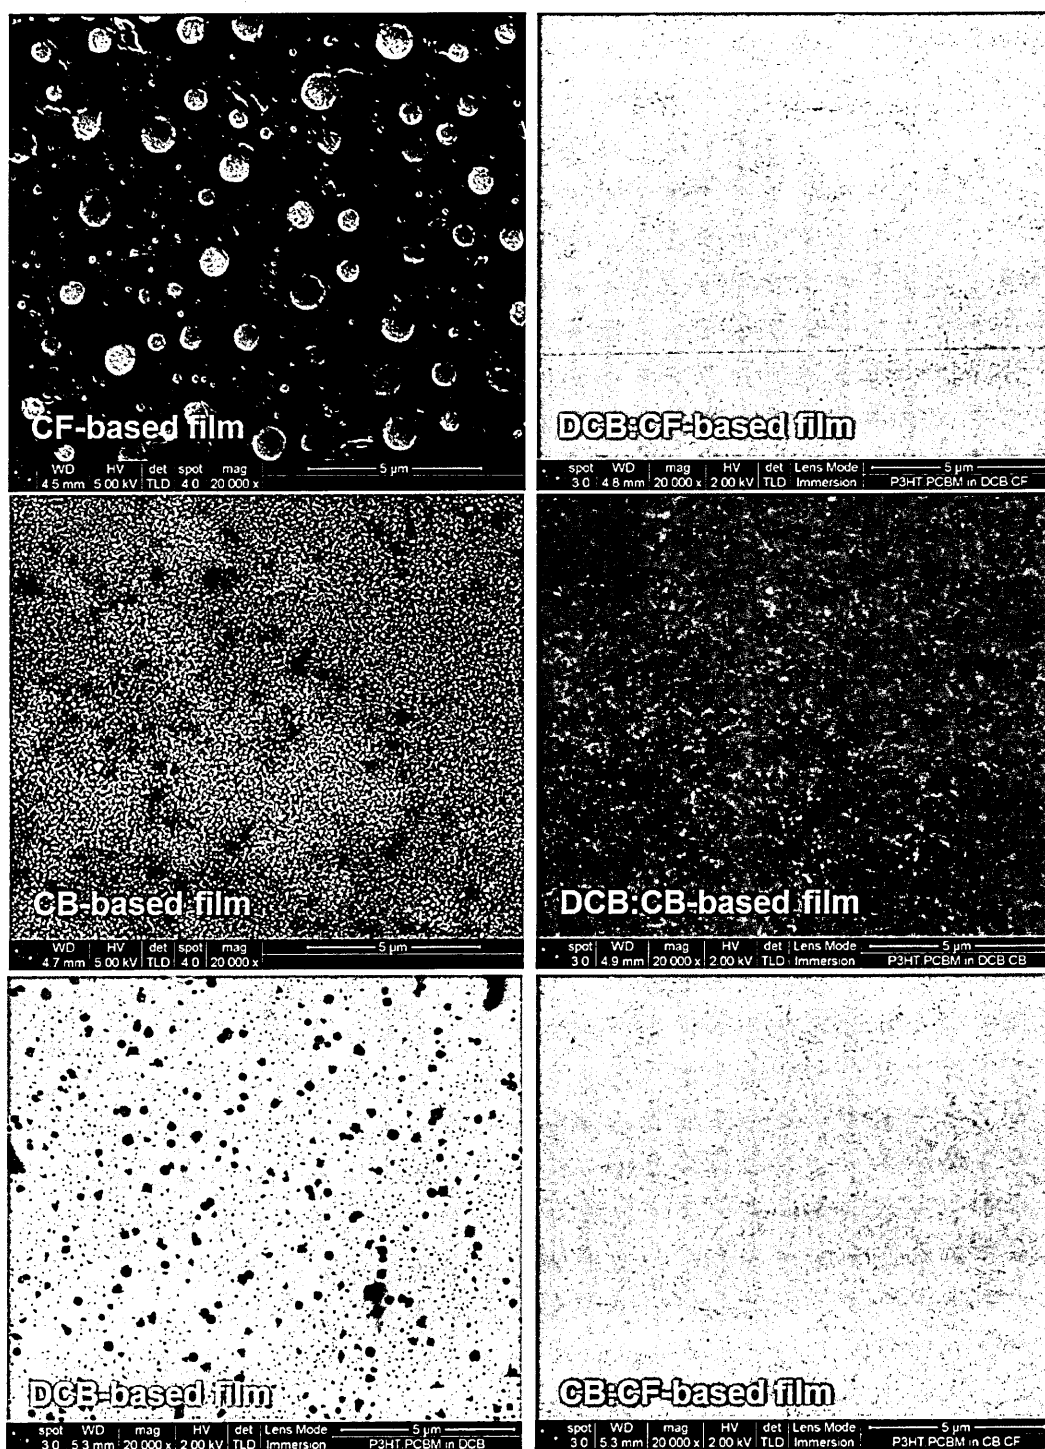 CF-based film
WD HV det spot mag 5 µm
4.5 mm 5.00 kV TLD 4.0 20 000 x
DCB:CF-based film
spot WD mag HV det Lens Mode 5 µm
3.0 4.8 mm 20 000 x 2.00 kV TLD Immersion P3HT PCBM in DCB CF
CB-based film
WD HV det spot mag 5 µm
4.7 mm 5.00 kV TLD 4.0 20 000 x
DCB:CB-based film
spot WD mag HV det Lens Mode 5 µm
3.0 4.9 mm 20 000 x 2.00 kV TLD Immersion P3HT PCBM in DCB CB
DCB-based film
spot WD mag HV det Lens Mode 5 µm
3.0 5.3 mm 20 000 x 2.00 kV TLD Immersion P3HT PCBM in DCB
CB:CF-based film
spot WD mag HV det Lens Mode 5 µm
3.0 5.3 mm 20 000 x 2.00 kV TLD Immersion P3HT PCBM in CB CF